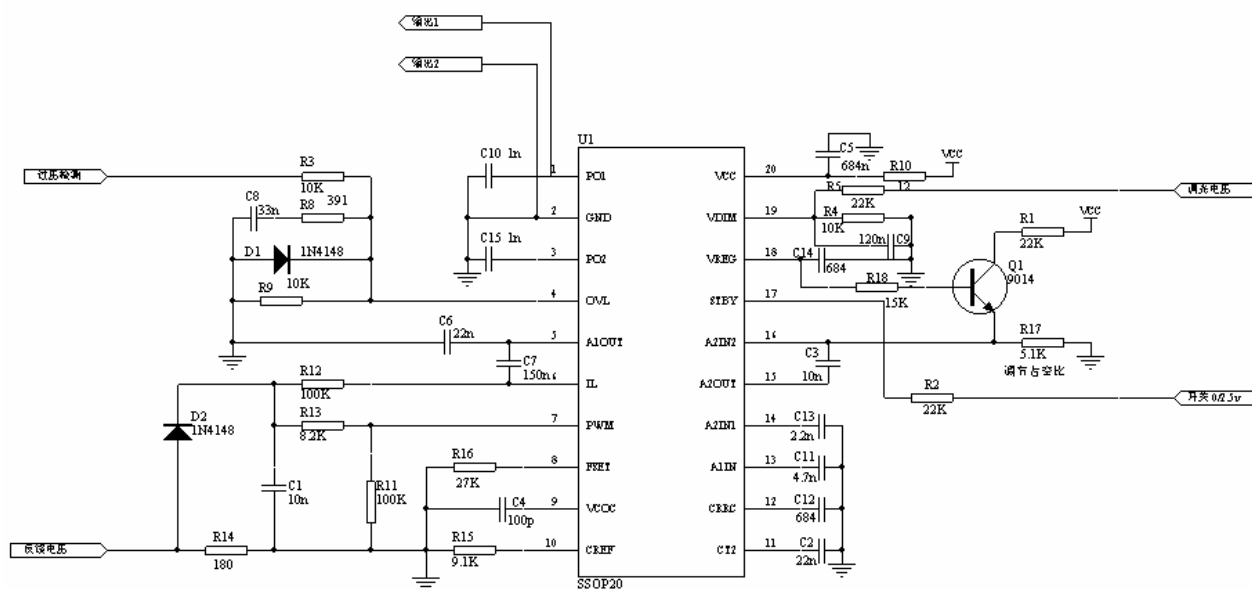 输出1
输出2
U1
C10 1n
1
PO1
VCC
20
C5
684n
R10
12
VCC
过压检测
R3
10K
R5
22K
调光电压
C8
33n
R8
391
2
GND
VDIM
19
R4
10K
R1
22K
VCC
D1
1N4148
C15 1n
3
PO2
VREG
18
120n
C9
C14
684
10K
R9
4
OVL
STBY
17
R18
15K
Q1
9014
C6
22n
5
A1OUT
A2IN2
16
R17
5.1K
调节占空比
C7
150n
C3
10n
R12
100K
6
IL
A2OUT
15
R2
22K
开关0/2.5v
D2
1N4148
R13
8.2K
7
PWM
A2IN1
14
C13
2.2n
R16
27K
8
FSET
A1IN
13
C11
4.7n
C1
10n
R11
100K
C4
100p
9
VCOC
12
C12
684
反馈电压
R14
180
R15
9.1K
10
CREF
CT2
11
C2
22n
SSOP20